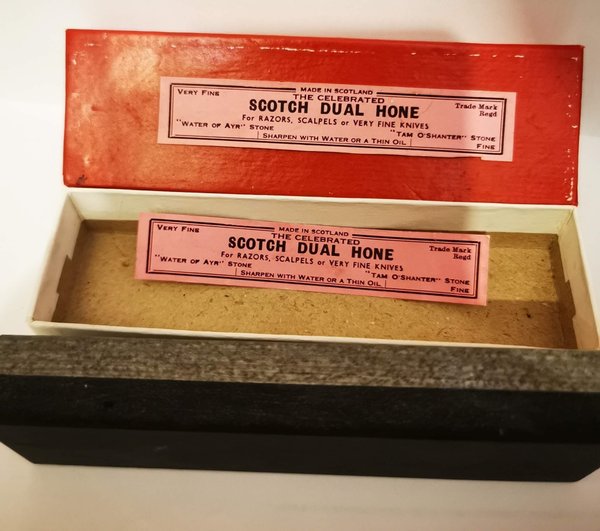 MADE IN SCOTLAND
VERY FINE THE CELEBRATED Trade Mark
SCOTCH DUAL HONE Regd
For RAZORS, SCALPELS or VERY FINE KNIVES
"WATER OF AYR" STONE "TAM O'SHANTER" STONE
SHARPEN WITH WATER OR A THIN OIL FINE
MADE IN SCOTLAND
VERY FINE THE CELEBRATED Trade Mark
SCOTCH DUAL HONE Regd
For RAZORS, SCALPELS or VERY FINE KNIVES
"WATER OF AYR" STONE "TAM O'SHANTER" STONE
SHARPEN WITH WATER OR A THIN OIL FINE